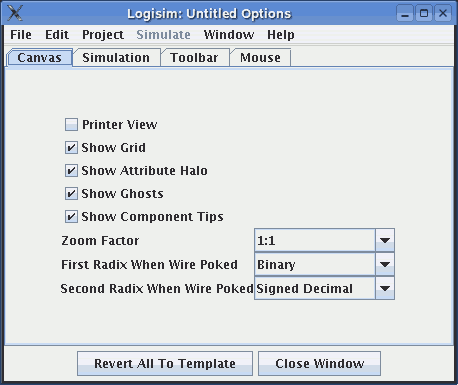 Logisim: Untitled Options
File Edit Project Simulate Window Help
Canvas Simulation Toolbar Mouse
Printer View
Show Grid
Show Attribute Halo
Show Ghosts
Show Component Tips
Zoom Factor 1:1
First Radix When Wire Poked Binary
Second Radix When Wire Poked Signed Decimal
Revert All To Template Close Window